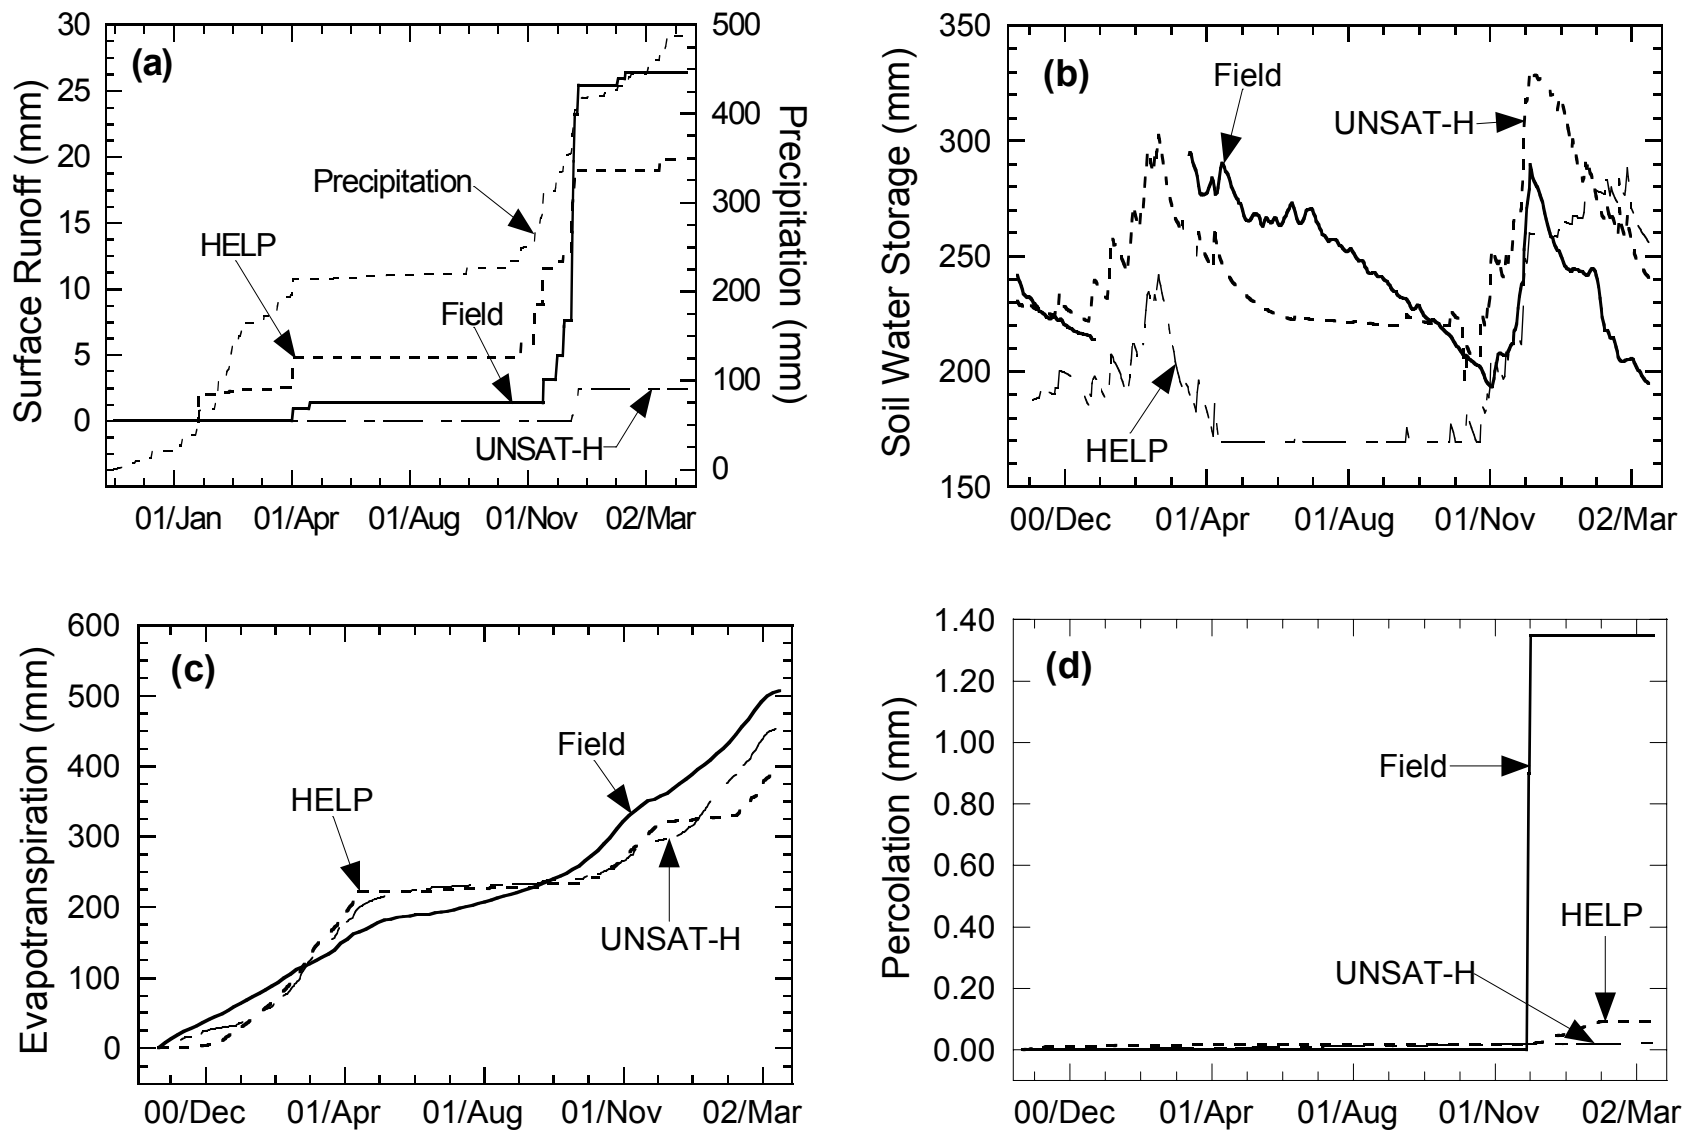 (a)
Surface Runoff (mm)
30
25
20
15
10
5
0
500
400
300
200
100
0
Precipitation (mm)
Precipitation
HELP
Field
UNSAT-H
01/Jan 01/Apr 01/Aug 01/Nov 02/Mar
(b)
Soil Water Storage (mm)
350
300
250
200
150
Field
UNSAT-H
HELP
00/Dec 01/Apr 01/Aug 01/Nov 02/Mar
(c)
Evapotranspiration (mm)
600
500
400
300
200
100
0
Field
HELP
UNSAT-H
00/Dec 01/Apr 01/Aug 01/Nov 02/Mar
(d)
Percolation (mm)
1.40
1.20
1.00
0.80
0.60
0.40
0.20
0.00
Field
HELP
UNSAT-H
00/Dec 01/Apr 01/Aug 01/Nov 02/Mar